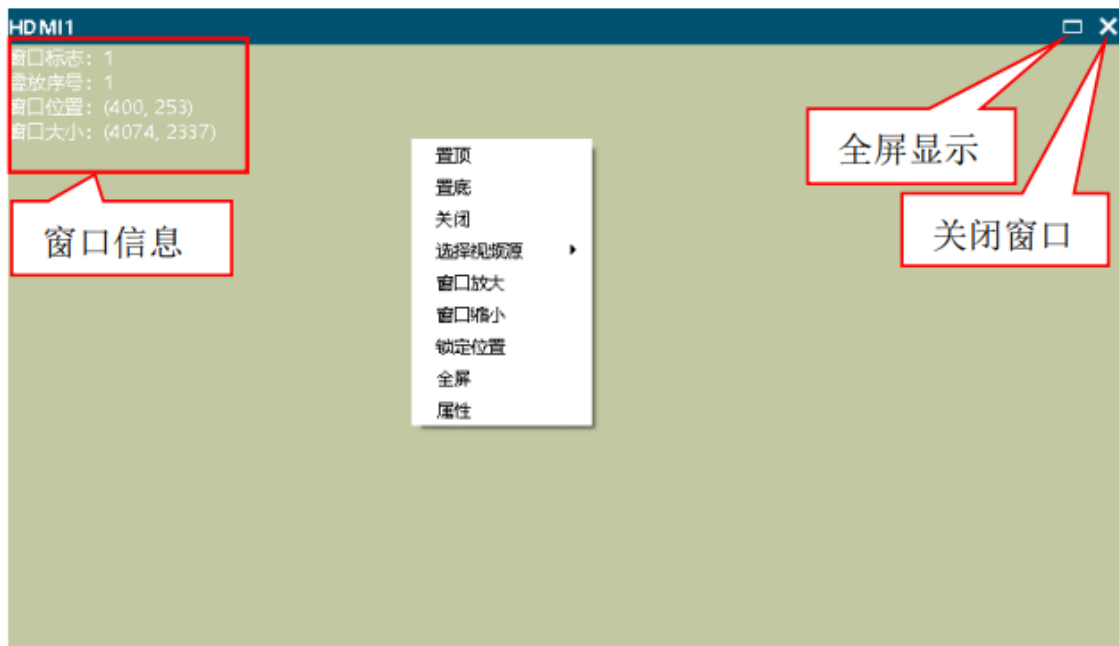 HDMI1
窗口标志：1
叠放序号：1
窗口位置：(400, 253)
窗口大小：(4074, 2337)
窗口信息
全屏显示
关闭窗口
置顶
置底
关闭
选择视频源
窗口放大
窗口缩小
锁定位置
全屏
属性